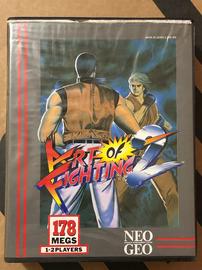 ART OF
FIGHTING 2
178
MEGS
1-2 PLAYERS
NEO
GEO